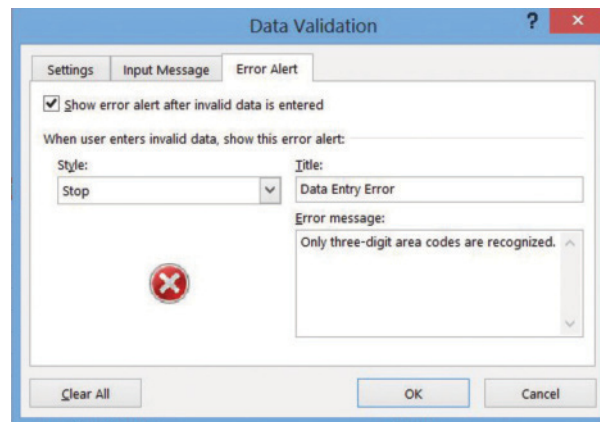 Data Validation
?
×
Settings
Input Message
Error Alert
Show error alert after invalid data is entered
When user enters invalid data, show this error alert:
Style:
Title:
Stop
Data Entry Error
Error message:
Only three-digit area codes are recognized.
Clear All
OK
Cancel